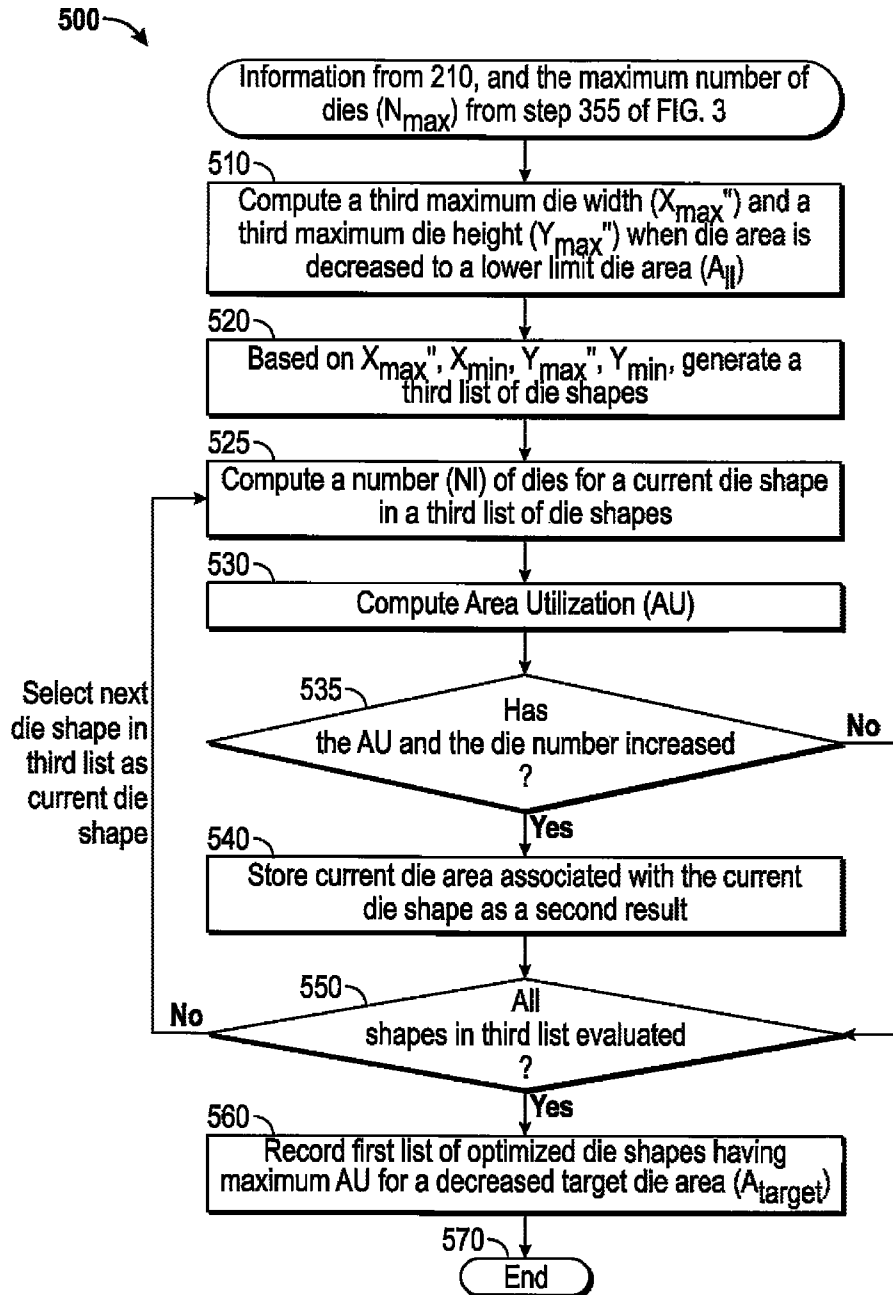 500
Information from 210, and the maximum number of
dies (Nmax) from step 355 of FIG. 3
510
Compute a third maximum die width (Xmax") and a
third maximum die height (Ymax") when die area is
decreased to a lower limit die area (All)
520
Based on Xmax", Xmin, Ymax", Ymin, generate a
third list of die shapes
525
Compute a number (NI) of dies for a current die shape
in a third list of die shapes
530
Compute Area Utilization (AU)
535
Has
the AU and the die number increased
?
No
Yes
Select next
die shape in
third list as
current die
shape
540
Store current die area associated with the current
die shape as a second result
550
All
shapes in third list evaluated
?
No
Yes
560
Record first list of optimized die shapes having
maximum AU for a decreased target die area (Atarget)
570
End